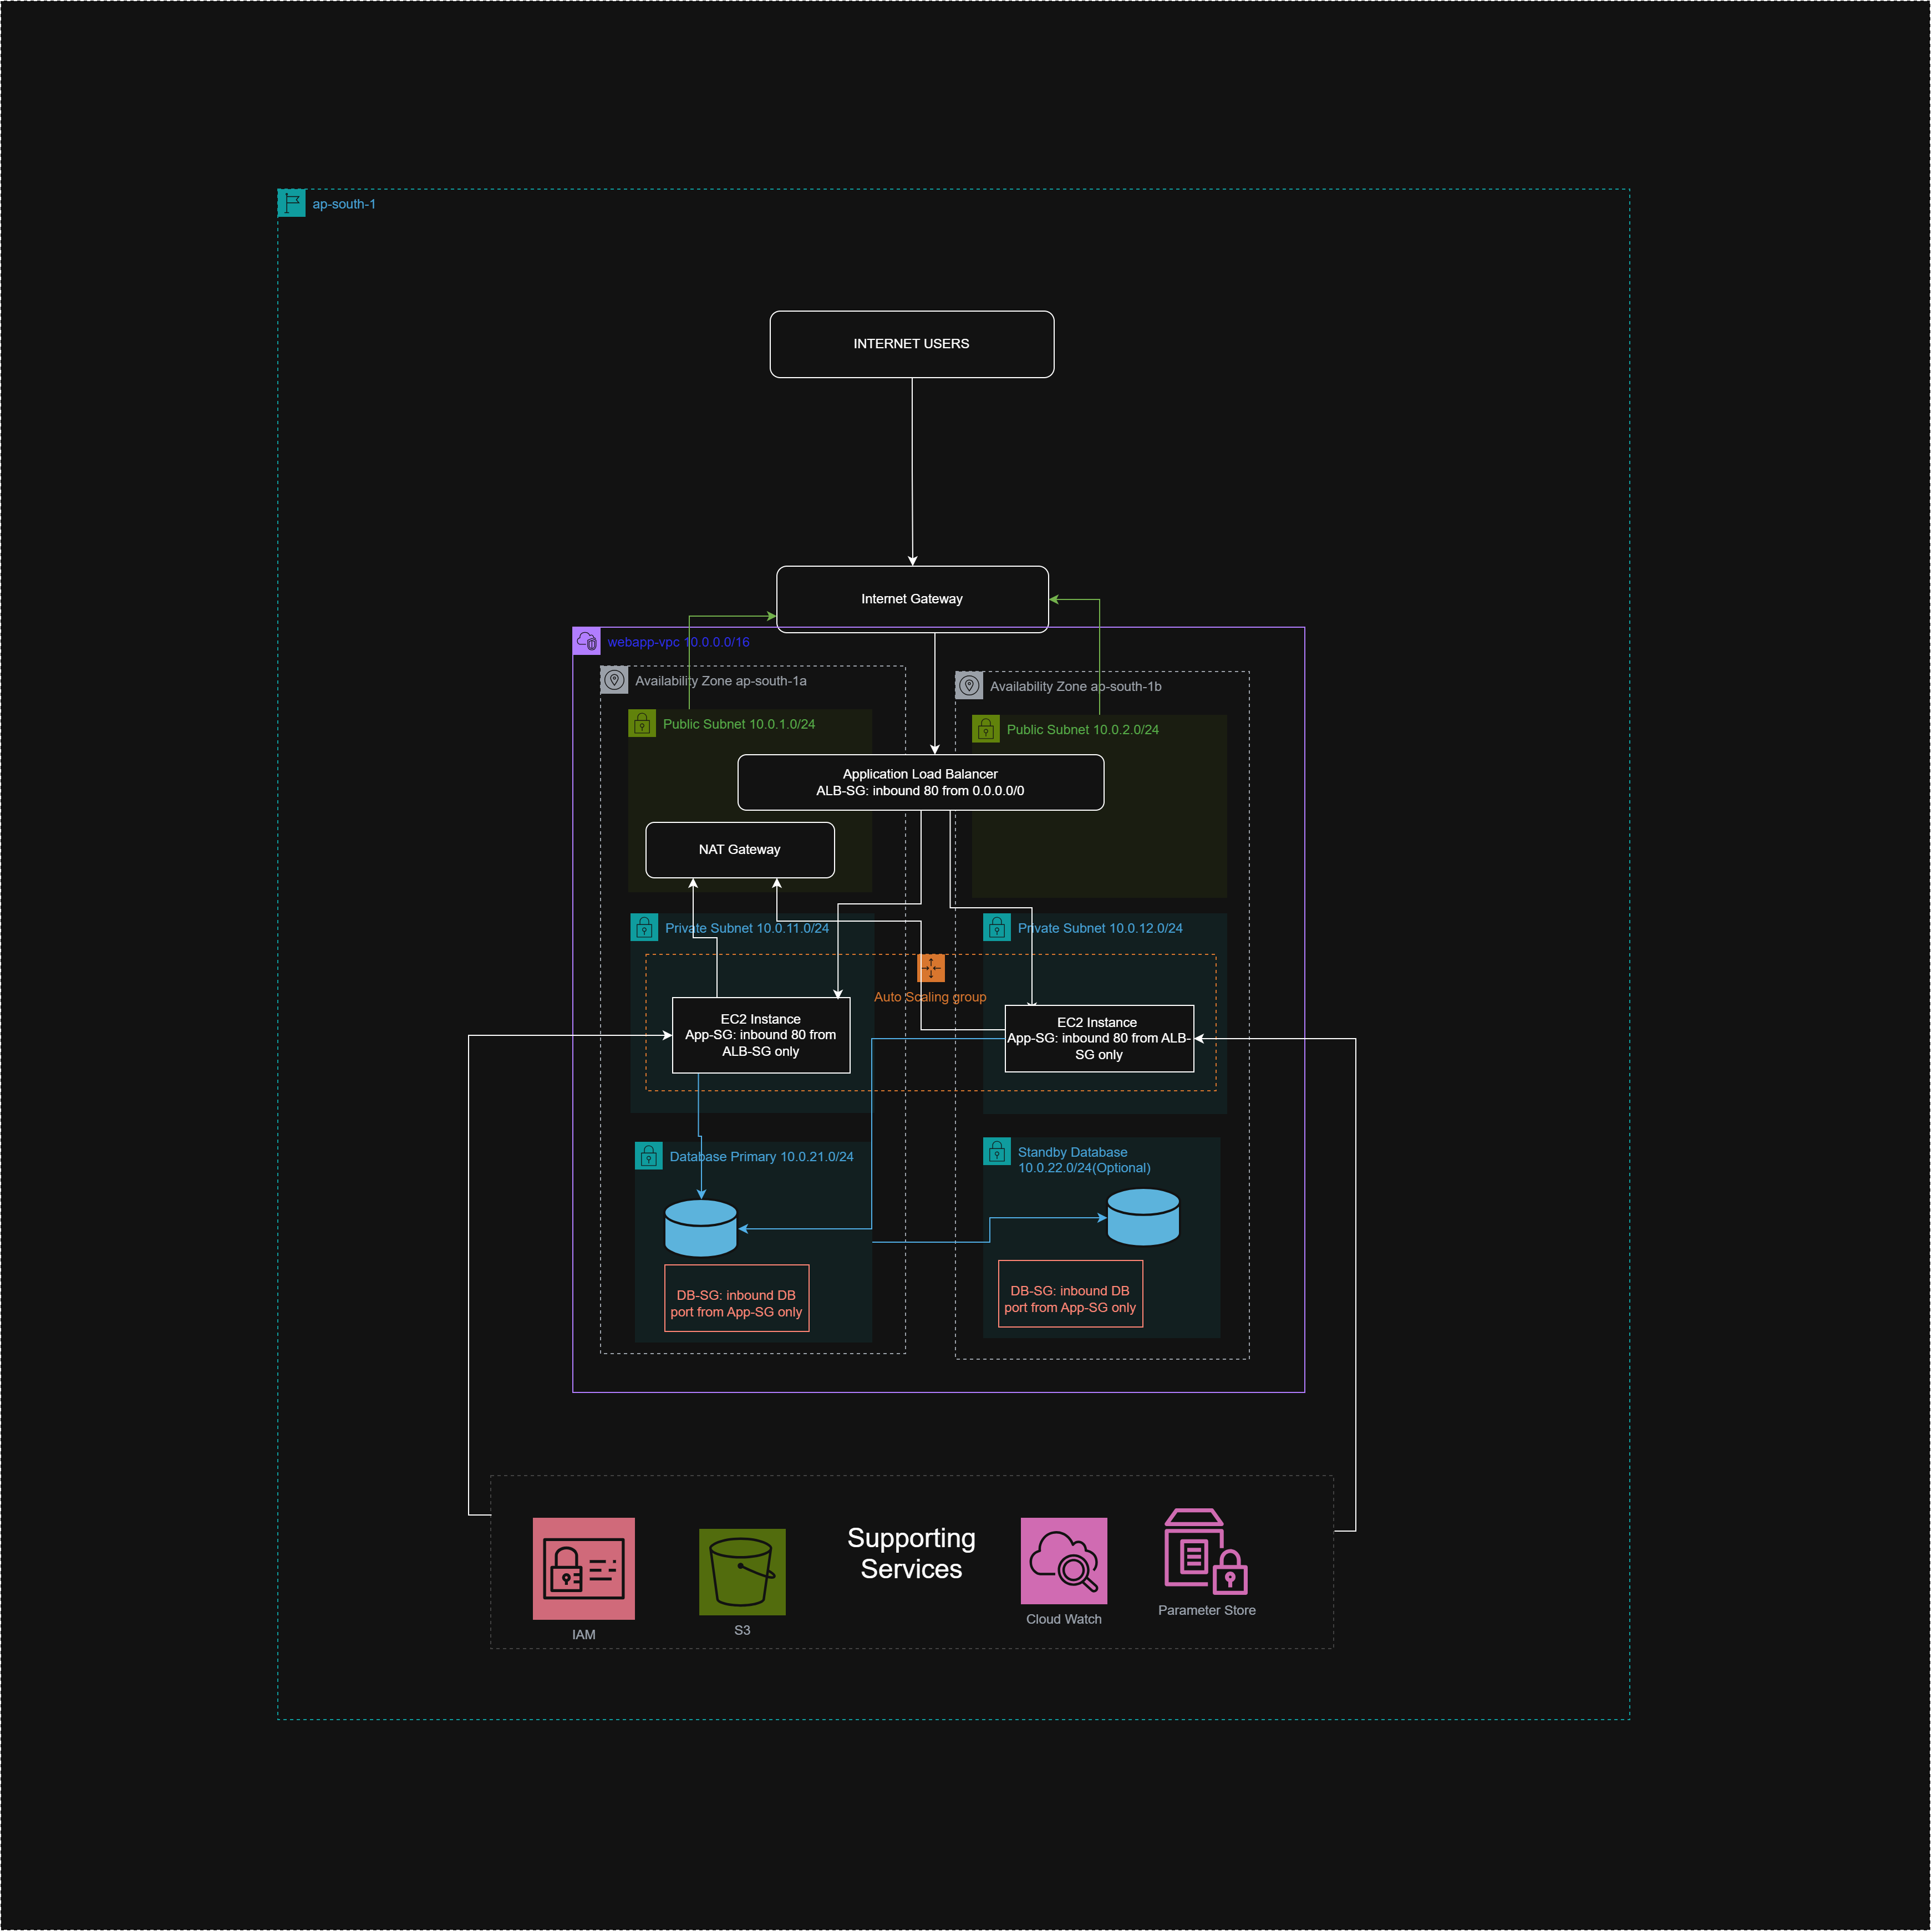 ap-south-1
INTERNET USERS
Internet Gateway
webapp-vpc 10.0.0.0/16
Availability Zone ap-south-1a
Availability Zone ap-south-1b
Public Subnet 10.0.1.0/24
Public Subnet 10.0.2.0/24
Application Load Balancer
ALB-SG: inbound 80 from 0.0.0.0/0
NAT Gateway
Private Subnet 10.0.11.0/24
Private Subnet 10.0.12.0/24
Auto Scaling group
EC2 Instance
App-SG: inbound 80 from
ALB-SG only
EC2 Instance
App-SG: inbound 80 from ALB-
SG only
Database Primary 10.0.21.0/24
Standby Database
10.0.22.0/24(Optional)
DB-SG: inbound DB
port from App-SG only
DB-SG: inbound DB
port from App-SG only
Supporting
Services
IAM
S3
Cloud Watch
Parameter Store